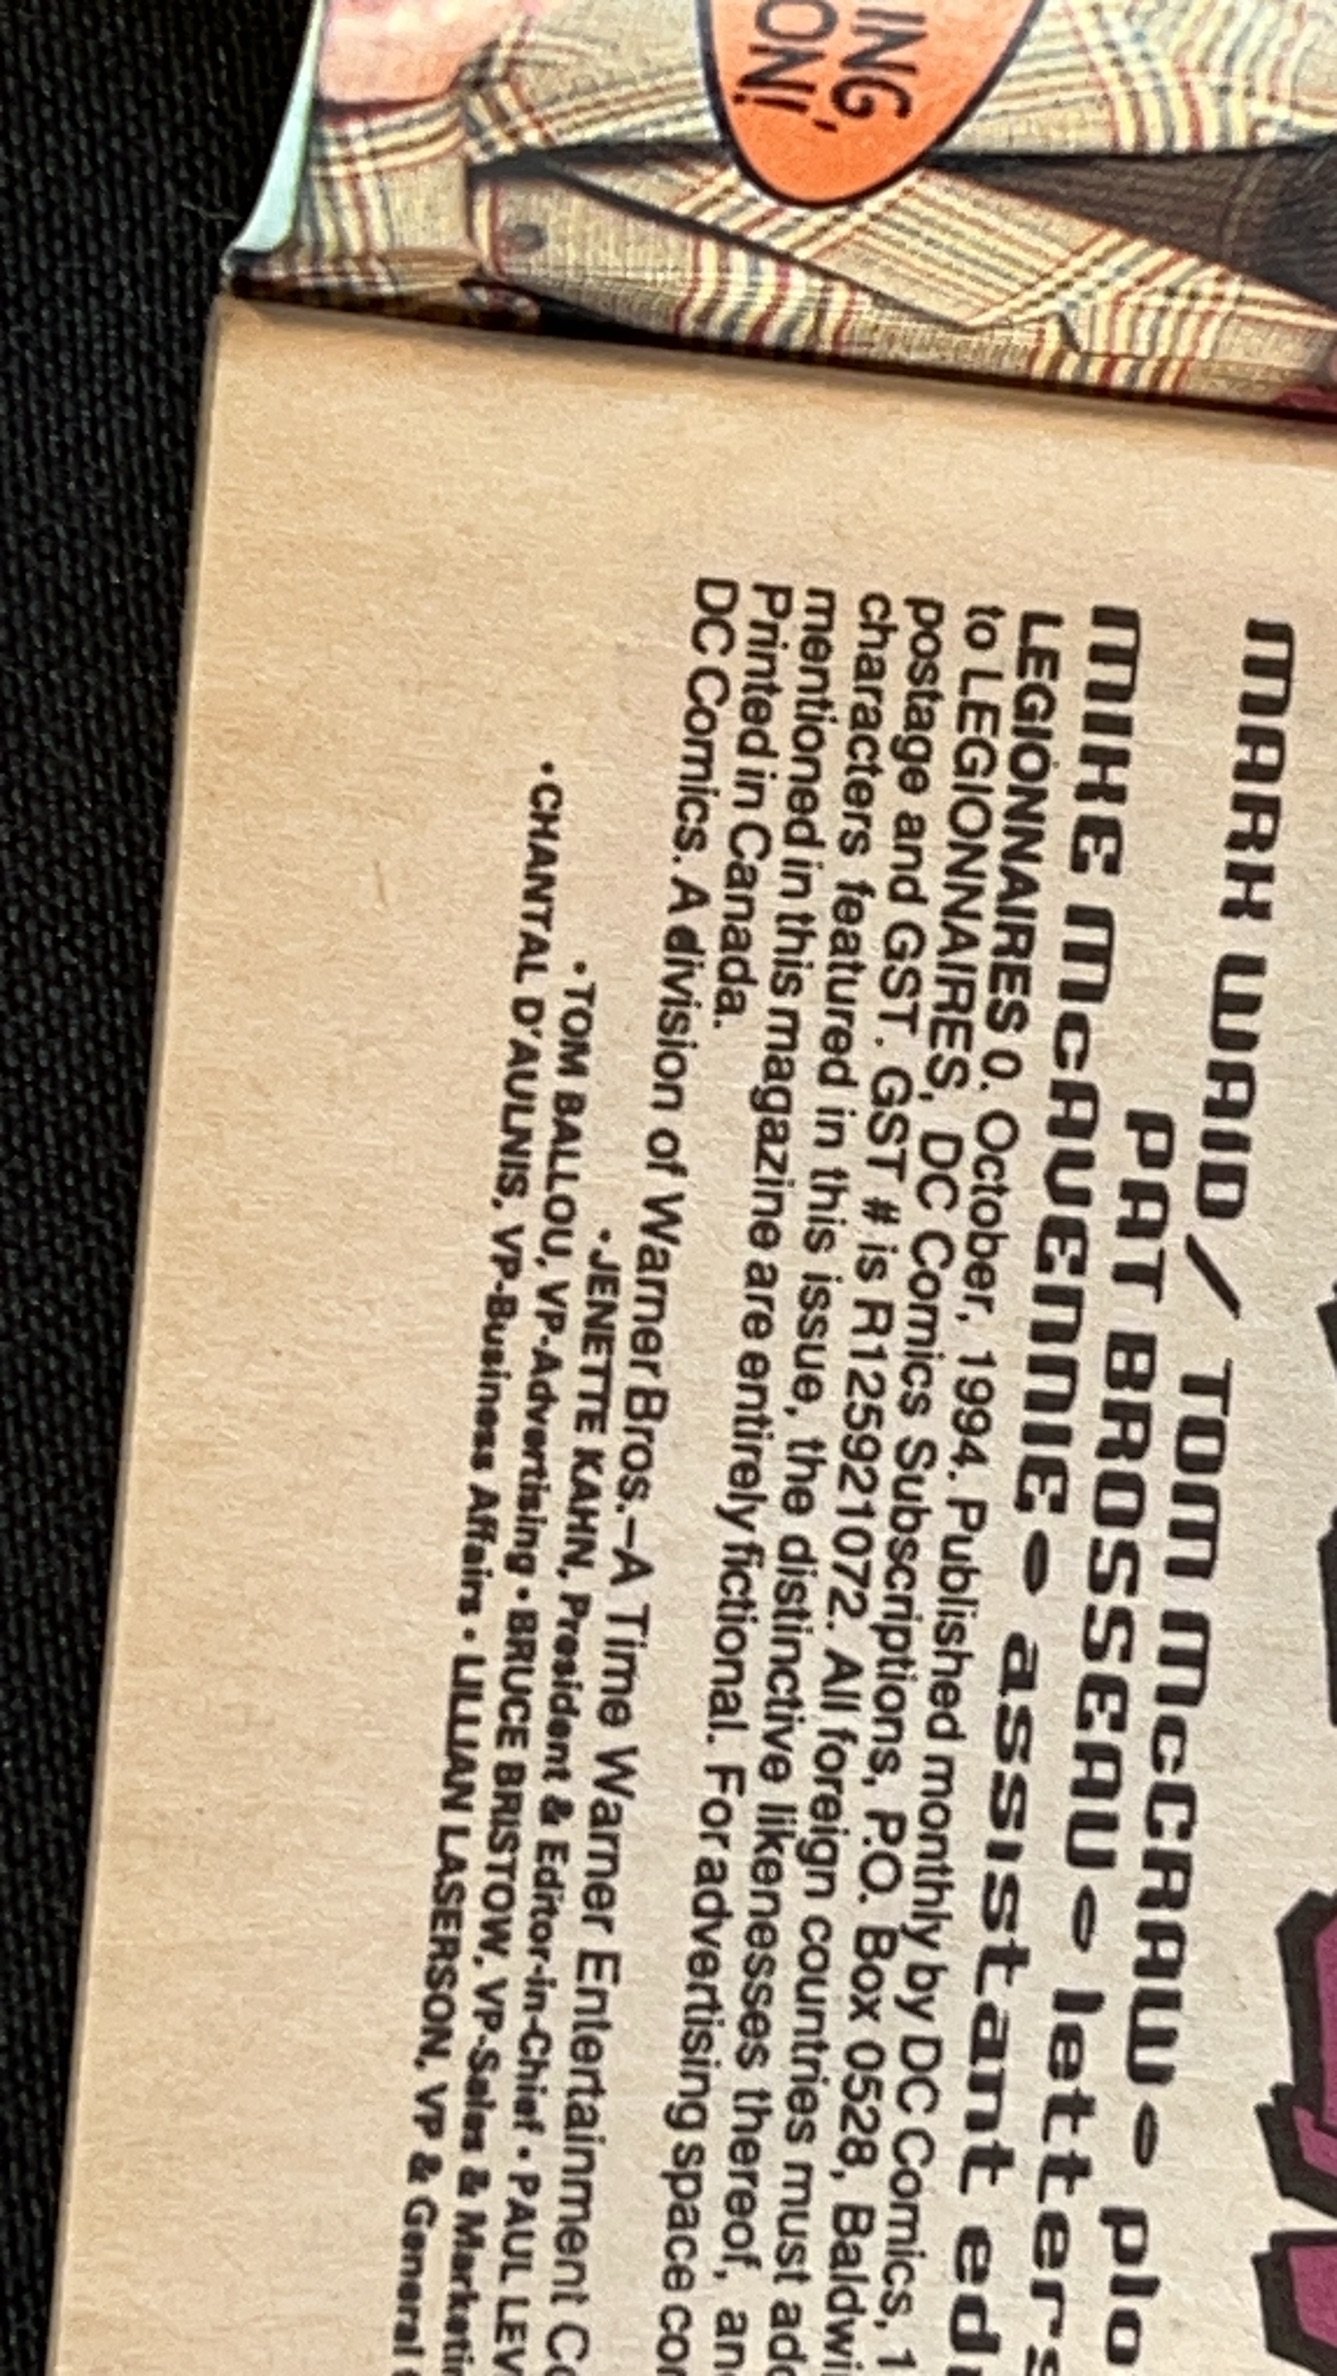 ING,
ON!'
MARK WAID / TOM McCRAW • plo
PAT BROSSEAU • letters
MIKE McAVENNIE • assistant ed
LEGIONNAIRES 0. October, 1994. Published monthly by DC Comics, 1
to LEGIONNAIRES, DC Comics Subscriptions, P.O. Box 0528, Baldwi
postage and GST. GST # is R125921072. All foreign countries must add
characters featured in this issue, the distinctive likenesses thereof, and
mentioned in this magazine are entirely fictional. For advertising space con
Printed in Canada.
DC Comics. A division of Warner Bros.–A Time Warner Entertainment Co
•JENETTE KAHN, President & Editor-in-Chief • PAUL LEV
•TOM BALLOU, VP-Advertising • BRUCE BRISTOW, VP-Sales & Marketin
•CHANTAL D'AULNIS, VP-Business Affairs • LILLIAN LASERSON, VP & General